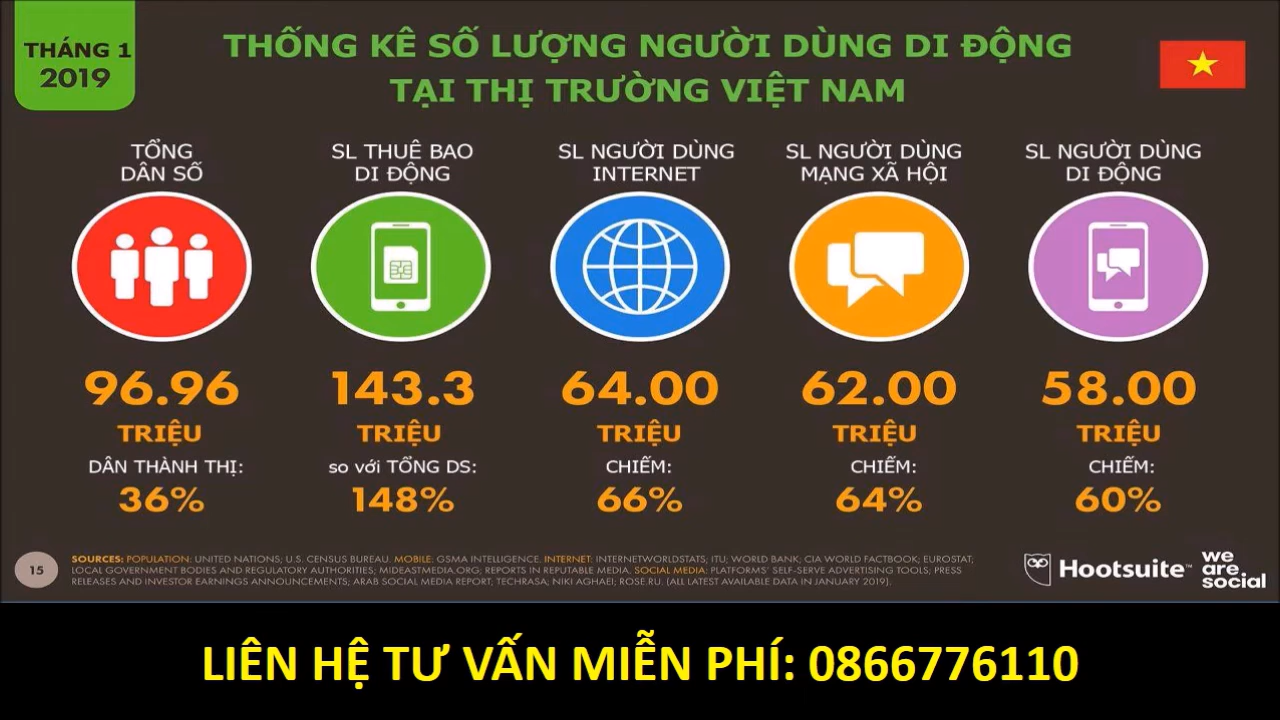 THÁNG 1
2019
THỐNG KÊ SỐ LƯỢNG NGƯỜI DÙNG DI ĐỘNG
TẠI THỊ TRƯỜNG VIỆT NAM
TỔNG
DÂN SỐ
SL THUÊ BAO
DI ĐỘNG
SL NGƯỜI DÙNG
INTERNET
SL NGƯỜI DÙNG
MẠNG XÃ HỘI
SL NGƯỜI DÙNG
DI ĐỘNG
96.96
TRIỆU
DÂN THÀNH THỊ:
36%
143.3
TRIỆU
so với TỔNG DS:
148%
64.00
TRIỆU
CHIẾM:
66%
62.00
TRIỆU
CHIẾM:
64%
58.00
TRIỆU
CHIẾM:
60%
15
SOURCES: POPULATION: UNITED NATIONS; U.S. CENSUS BUREAU. MOBILE: GSMA INTELLIGENCE. INTERNET: INTERNETWORLDSTATS; ITU; WORLD BANK; CIA WORLD FACTBOOK; EUROSTAT;
LOCAL GOVERNMENT BODIES AND REGULATORY AUTHORITIES; MIDEASTMEDIA.ORG; REPORTS IN REPUTABLE MEDIA. SOCIAL MEDIA: PLATFORMS' SELF-SERVE ADVERTISING TOOLS; PRESS
RELEASES AND INVESTOR EARNINGS ANNOUNCEMENTS; ARAB SOCIAL MEDIA REPORT; TECHRASA; NIKI AGHAEI; ROSE.RU. (ALL LATEST AVAILABLE DATA IN JANUARY 2019).
Hootsuite™
we
are.
social
LIÊN HỆ TƯ VẤN MIỄN PHÍ: 0866776110